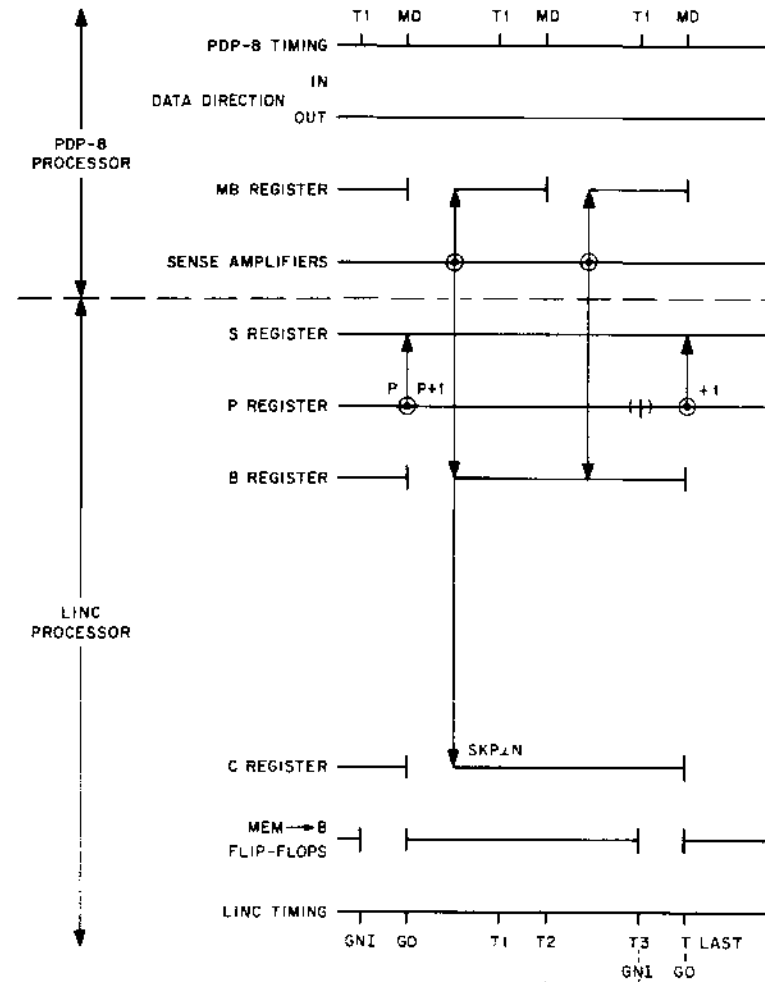 T1 MD T1 MD T1 MD
PDP-8 TIMING
IN
DATA DIRECTION
OUT
PDP-8
PROCESSOR
MB REGISTER
SENSE AMPLIFIERS
S REGISTER
P P+1 +1
P REGISTER
B REGISTER
LINC
PROCESSOR
SKP⊥N
C REGISTER
MEM→B
FLIP-FLOPS
LINC TIMING
GNI GO T1 T2 T3 T LAST
GNI GO